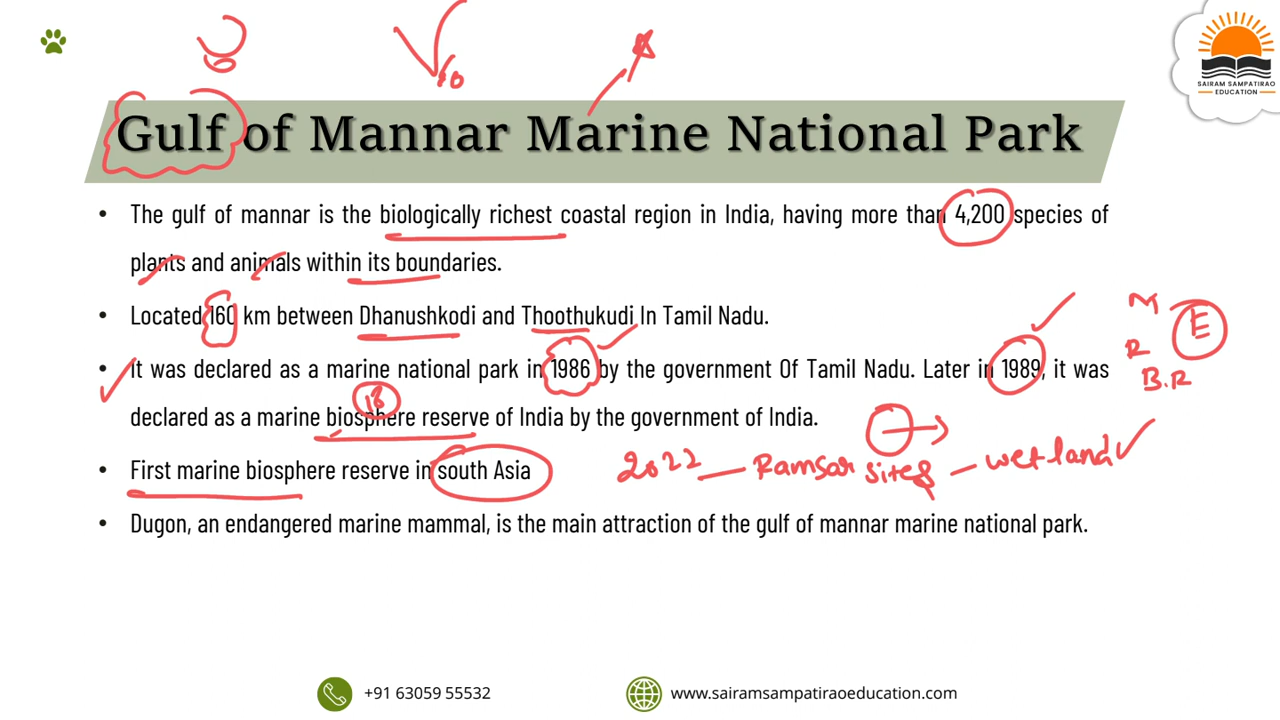 SAIRAM SAMPATIRAO
EDUCATION
Gulf of Mannar Marine National Park
• The gulf of mannar is the biologically richest coastal region in India, having more than 4,200 species of
plants and animals within its boundaries.
• Located 160 km between Dhanushkodi and Thoothukudi In Tamil Nadu.
M
E
R
B.R
• It was declared as a marine national park in 1986 by the government Of Tamil Nadu. Later in 1989, it was
18
declared as a marine biosphere reserve of India by the government of India.
• First marine biosphere reserve in south Asia
2022 — Ramsar sites — wetland
• Dugon, an endangered marine mammal, is the main attraction of the gulf of mannar marine national park.
+91 63059 55532
www.sairamsampatiraoeducation.com